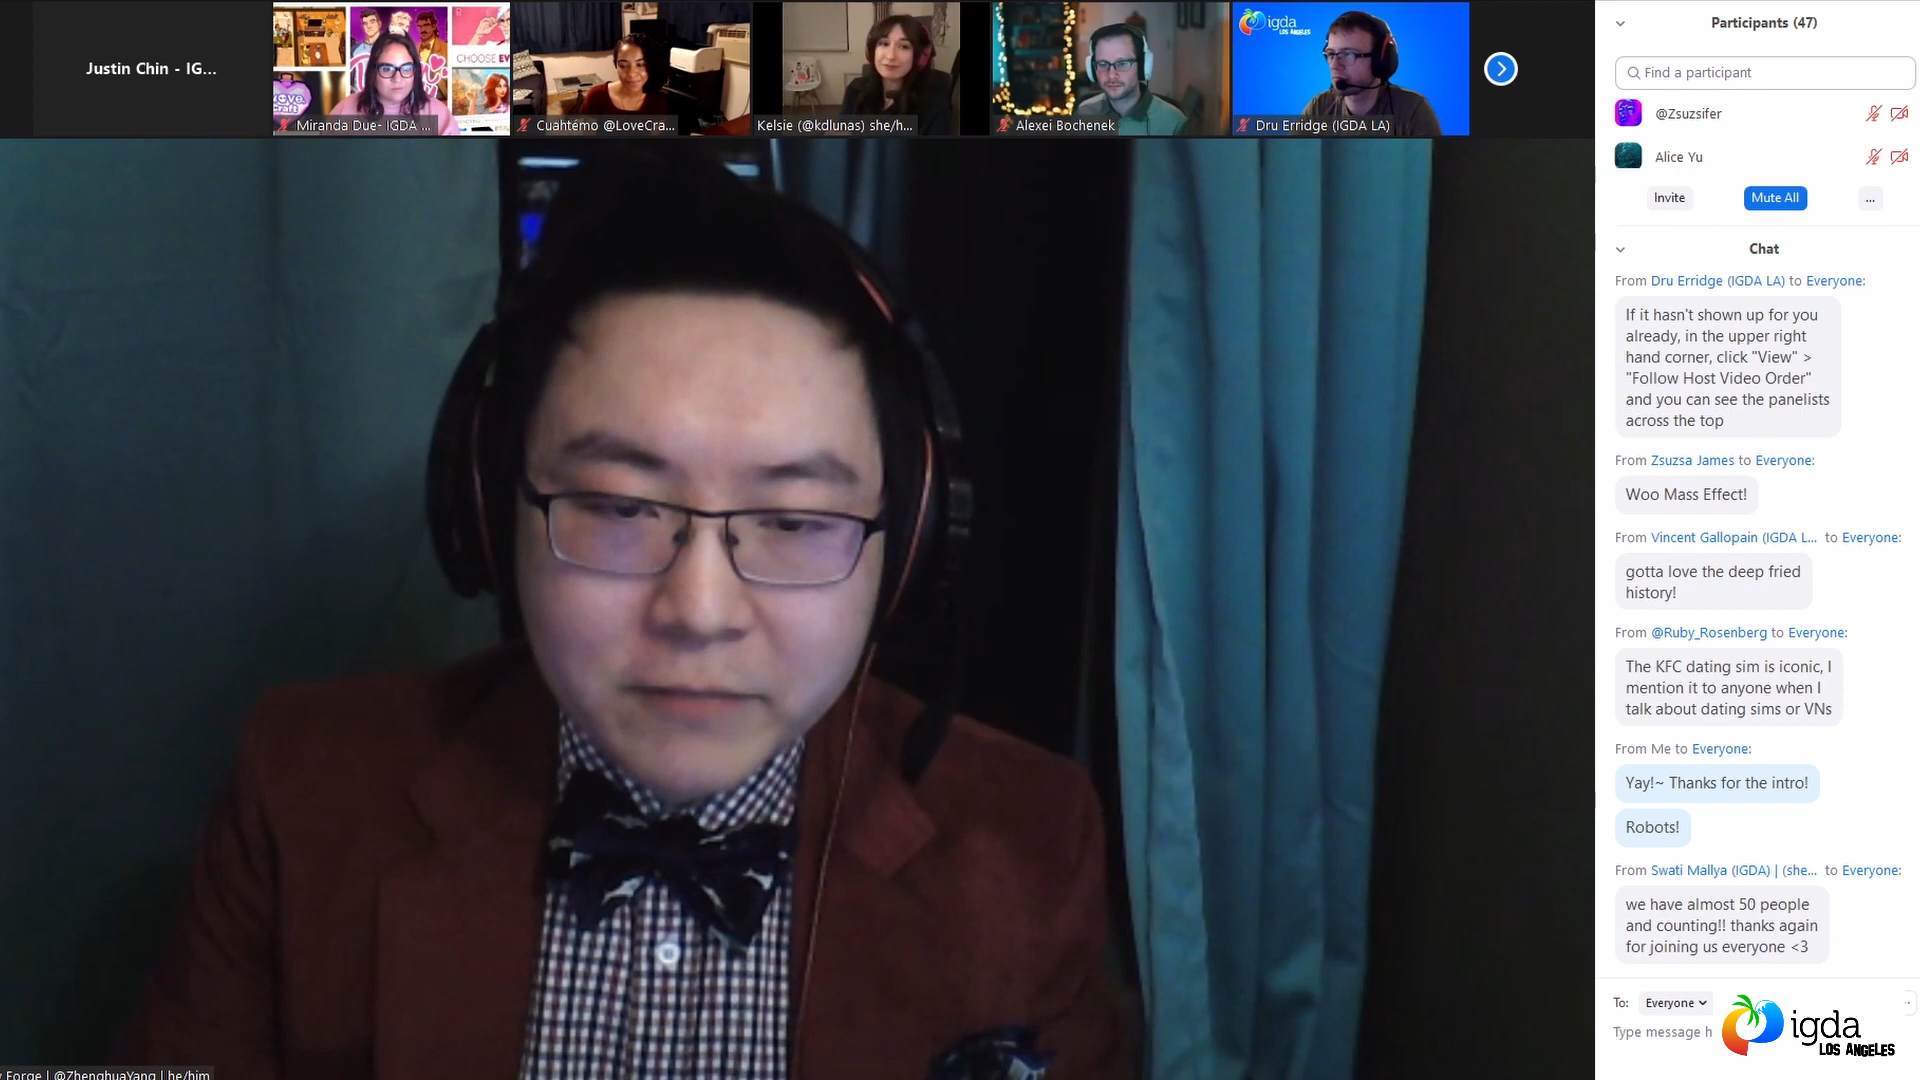 Justin Chin - IG...
Miranda Due- IGDA ...
Cuahtémo @LoveCra...
Kelsie (@kdlunas) she/h...
Alexei Bochenek
igda
LOS ANGELES
Dru Erridge (IGDA LA)
CHOOSE
Participants (47)
Find a participant
@Zsuzsifer
Alice Yu
Invite
Mute All
...
Chat
From Dru Erridge (IGDA LA) to Everyone:
If it hasn't shown up for you
already, in the upper right
hand corner, click "View" >
"Follow Host Video Order"
and you can see the panelists
across the top
From Zsuzsa James to Everyone:
Woo Mass Effect!
From Vincent Gallopain (IGDA L... to Everyone:
gotta love the deep fried
history!
From @Ruby_Rosenberg to Everyone:
The KFC dating sim is iconic, I
mention it to anyone when I
talk about dating sims or VNs
From Me to Everyone:
Yay!~ Thanks for the intro!
Robots!
From Swati Mallya (IGDA) | (she... to Everyone:
we have almost 50 people
and counting!! thanks again
for joining us everyone <3
To: Everyone
Type message h
igda
LOS ANGELES
Forge | @ZhenghuaYang | he/him